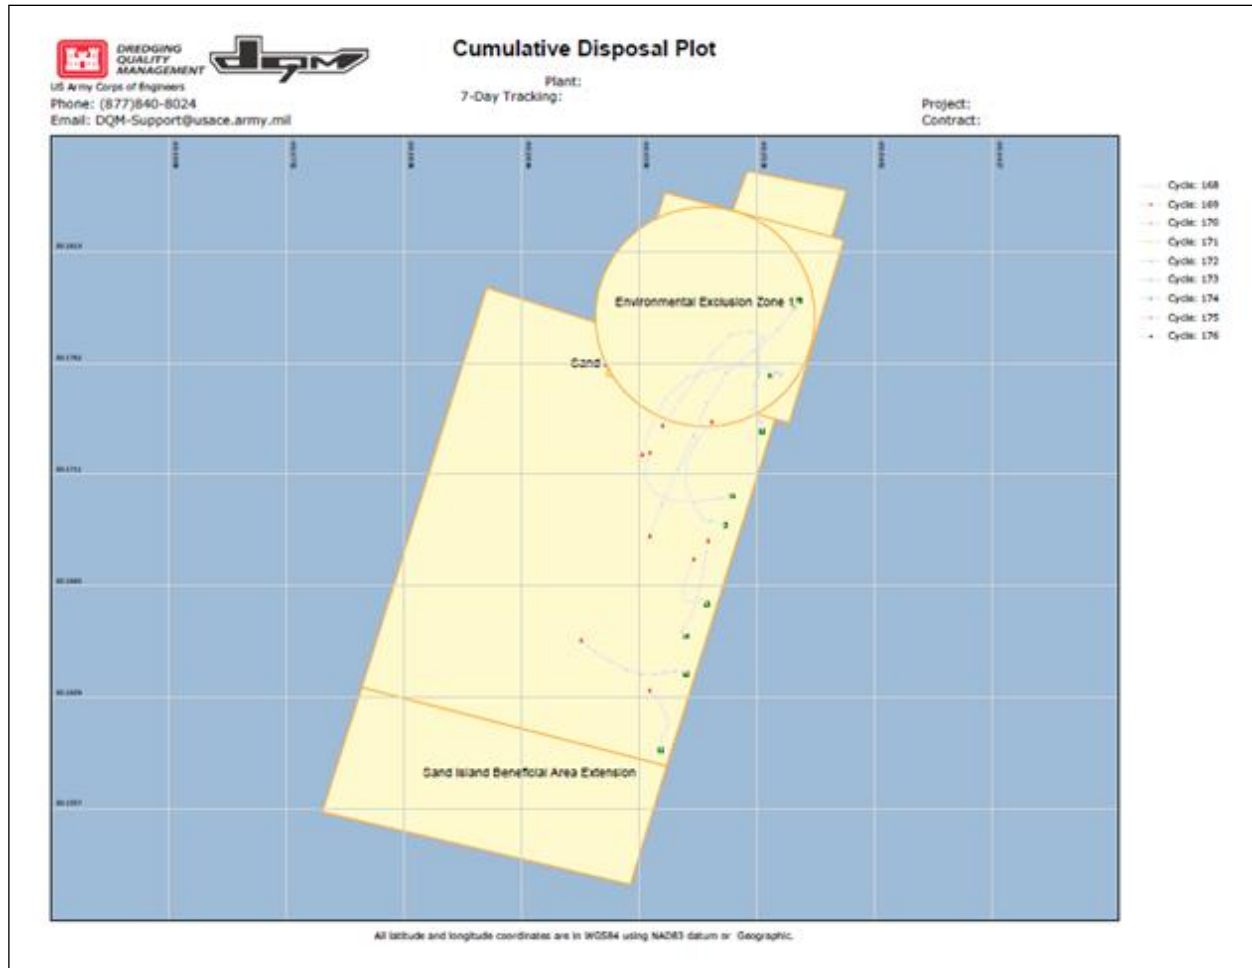 DREDGING
QUALITY
MANAGEMENT
DQM
US Army Corps of Engineers
Phone: (877)840-8024
Email: DQM-Support@usace.army.mil
Cumulative Disposal Plot
Plant:
7-Day Tracking:
Project:
Contract:
Environmental Exclusion Zone 1
Sand
Sand Island Beneficial Area Extension
Cycle: 168
Cycle: 169
Cycle: 170
Cycle: 171
Cycle: 172
Cycle: 173
Cycle: 174
Cycle: 175
Cycle: 176
All latitude and longitude coordinates are in WGS84 using NAD83 datum or Geographic.